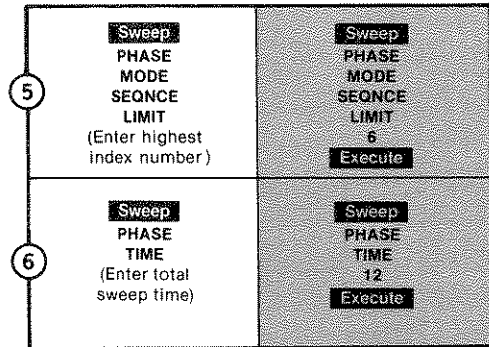 5
Sweep
PHASE
MODE
SEQNCE
LIMIT
(Enter highest
index number)
Sweep
PHASE
MODE
SEQNCE
LIMIT
6
Execute
6
Sweep
PHASE
TIME
(Enter total
sweep time)
Sweep
PHASE
TIME
12
Execute